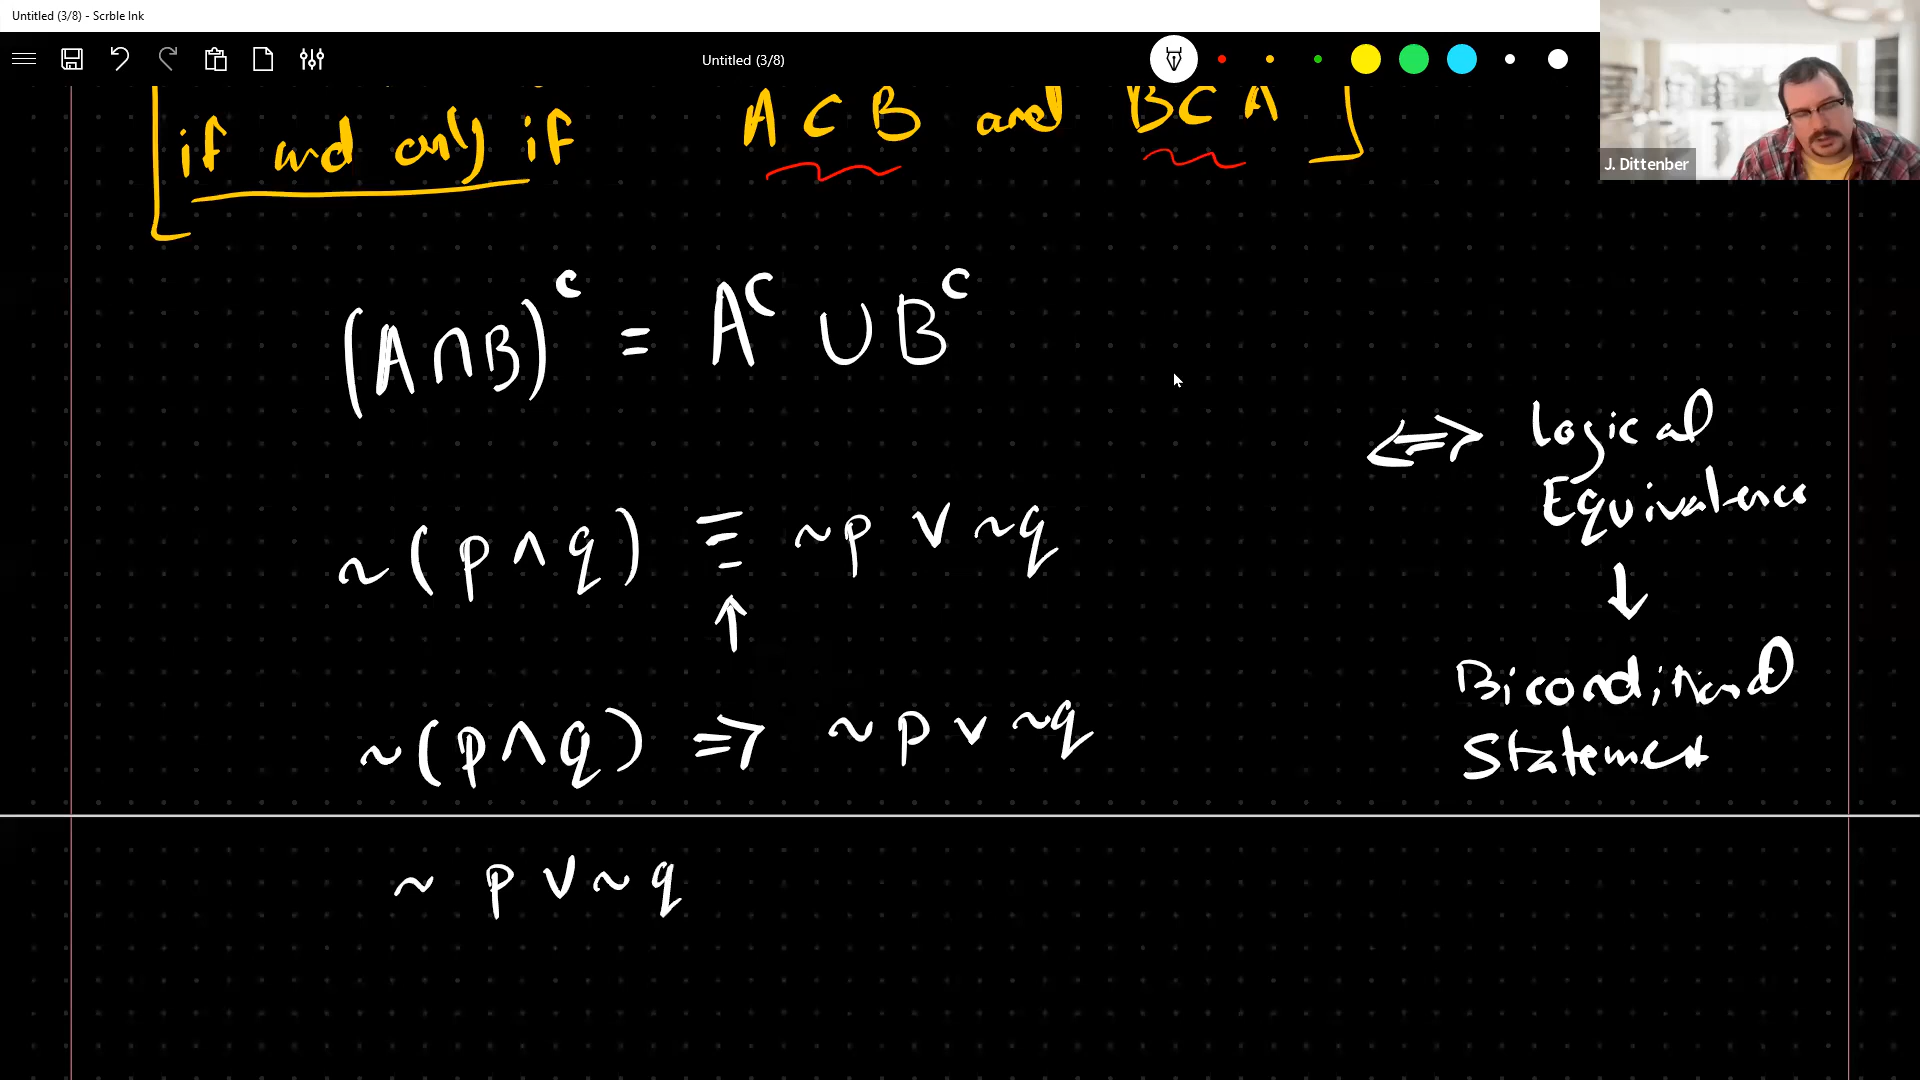 Untitled (3/8) - Scrble Ink
Untitled (3/8)
J. Dittenber
if and only if A ⊂ B and B ⊂ A
(A∩B)ᶜ = Aᶜ ∪ Bᶜ
⇔ Logical
Equivalence
~(p ∧ q) ≡ ~p ∨ ~q
↓
↑
Biconditional
Statement
~(p ∧ q) ⇒ ~p ∨ ~q
~ p ∨ ~ q